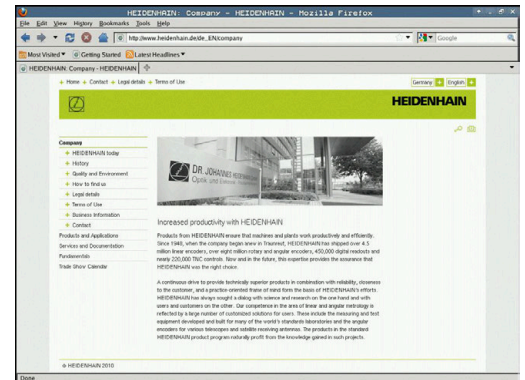 HEIDENHAIN: Company - HEIDENHAIN - Mozilla Firefox
File Edit View History Bookmarks Tools Help
http://www.heidenhain.de/de_EN/company
Google
Most Visited Getting Started Latest Headlines
HEIDENHAIN: Company - HEIDENHAIN
Home Contact Legal details Terms of Use
Germany English
HEIDENHAIN
Company
HEIDENHAIN today
History
Quality and Environment
How to find us
Legal details
Terms of Use
Business Information
Contact
Products and Applications
Services and Documentation
Fundamentals
Trade Show Calendar
DR. JOHANNES HEIDENHAIN
Optik und Elektronik
Increased productivity with HEIDENHAIN
Products from HEIDENHAIN ensure that machines and plants work productively and efficiently.
Since 1948, when the company began anew in Traunreut, HEIDENHAIN has shipped over 4.5
million linear encoders, over eight million rotary and angular encoders, 450,000 digital readouts and
nearly 220,000 TNC controls. Now and in the future, this expertise provides the assurance that
HEIDENHAIN was the right choice.
A continuous drive to provide technically superior products in combination with reliability, closeness
to the customer, and a practice-oriented frame of mind form the basis of HEIDENHAIN's efforts.
HEIDENHAIN has always sought a dialog with science and research on the one hand and with
users and customers on the other. Our competence in the area of linear and angular metrology is
reflected by a large number of customized solutions for users. These include the measuring and test
equipment developed and built for many of the world's standards laboratories and the angular
encoders for various telescopes and satellite receiving antennas. The products in the standard
HEIDENHAIN product program naturally profit from the knowledge gained in such projects.
© HEIDENHAIN 2010
Done